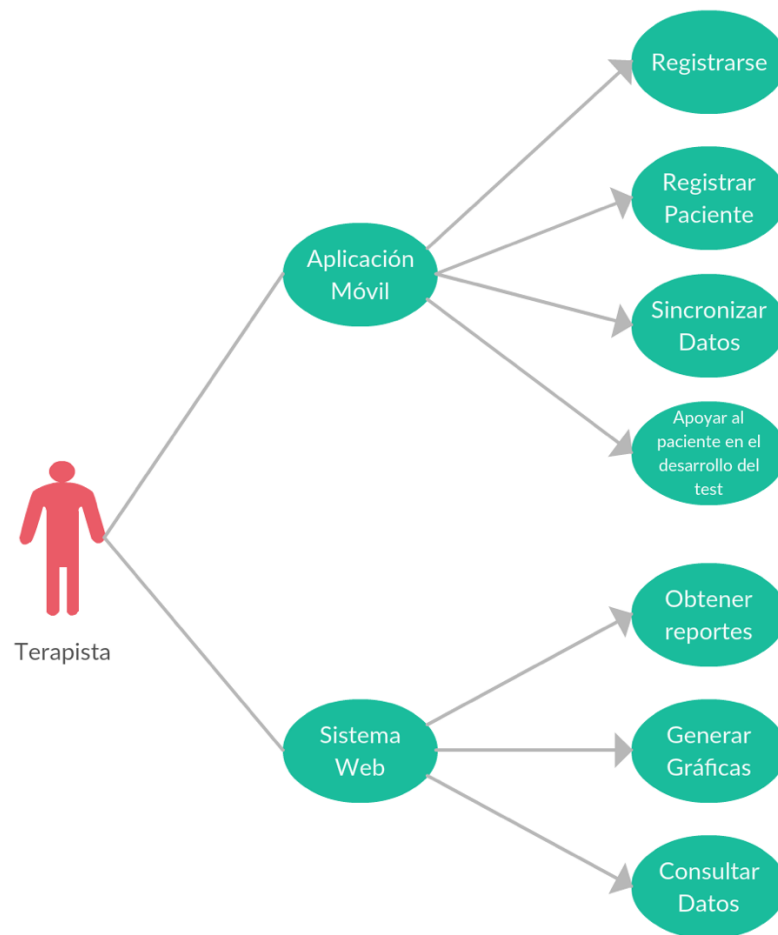 Registrarse
Registrar
Paciente
Aplicación
Móvil
Sincronizar
Datos
Apoyar al
paciente en el
desarrollo del
test
Terapista
Obtener
reportes
Sistema
Web
Generar
Gráficas
Consultar
Datos